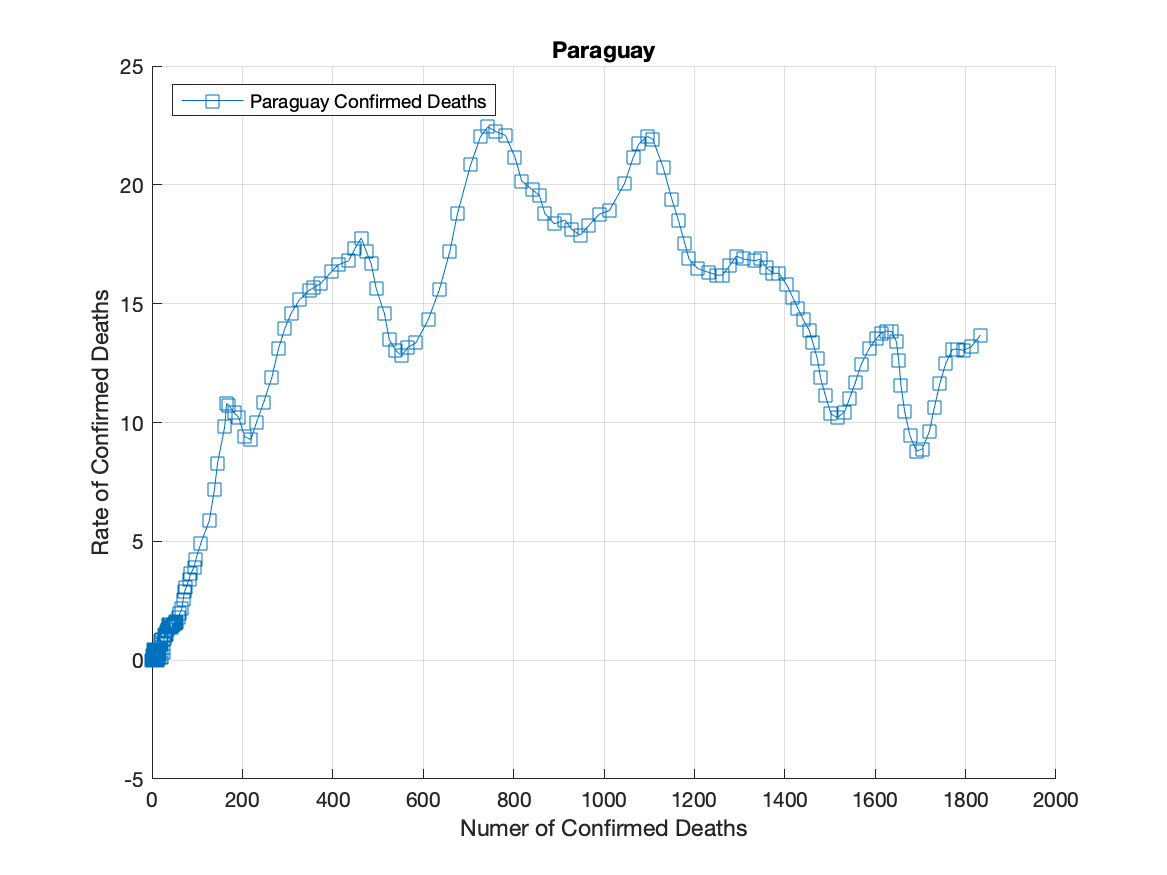 Paraguay
Paraguay Confirmed Deaths
25
20
15
10
5
0
-5
Rate of Confirmed Deaths
0 200 400 600 800 1000 1200 1400 1600 1800 2000
Numer of Confirmed Deaths